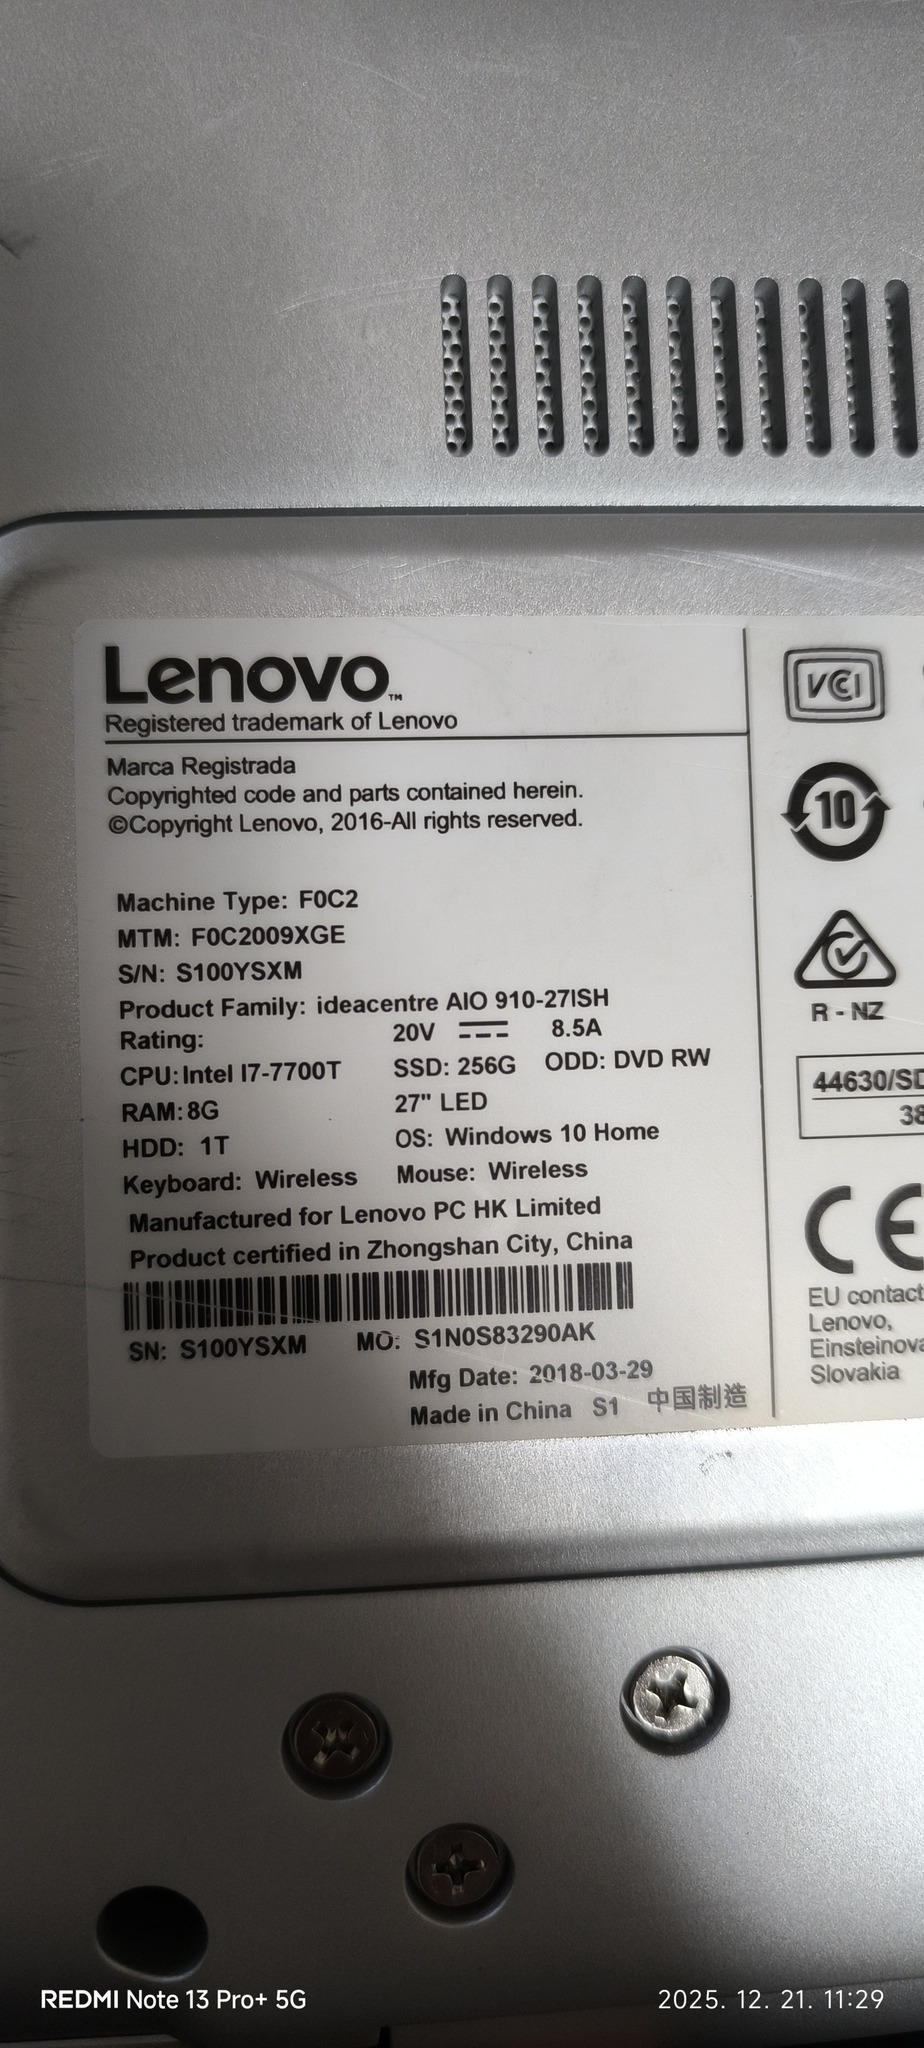 Lenovo™
Registered trademark of Lenovo
Marca Registrada
Copyrighted code and parts contained herein.
©Copyright Lenovo, 2016-All rights reserved.
Machine Type: F0C2
MTM: F0C2009XGE
S/N: S100YSXM
Product Family: ideacentre AIO 910-27ISH
Rating: 20V 8.5A
CPU: Intel I7-7700T SSD: 256G ODD: DVD RW
RAM: 8G 27" LED
HDD: 1T OS: Windows 10 Home
Keyboard: Wireless Mouse: Wireless
Manufactured for Lenovo PC HK Limited
Product certified in Zhongshan City, China
SN: S100YSXM MO: S1N0S83290AK
Mfg Date: 2018-03-29
Made in China S1 中国制造
VCCI
10
R - NZ
44630/SD
38
CE
EU contact
Lenovo,
Einsteinova
Slovakia
REDMI Note 13 Pro+ 5G
2025. 12. 21. 11:29